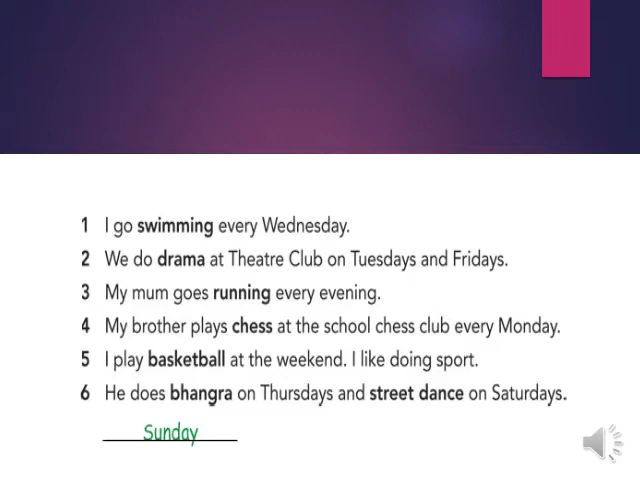 1 I go swimming every Wednesday.
2 We do drama at Theatre Club on Tuesdays and Fridays.
3 My mum goes running every evening.
4 My brother plays chess at the school chess club every Monday.
5 I play basketball at the weekend. I like doing sport.
6 He does bhangra on Thursdays and street dance on Saturdays.
Sunday